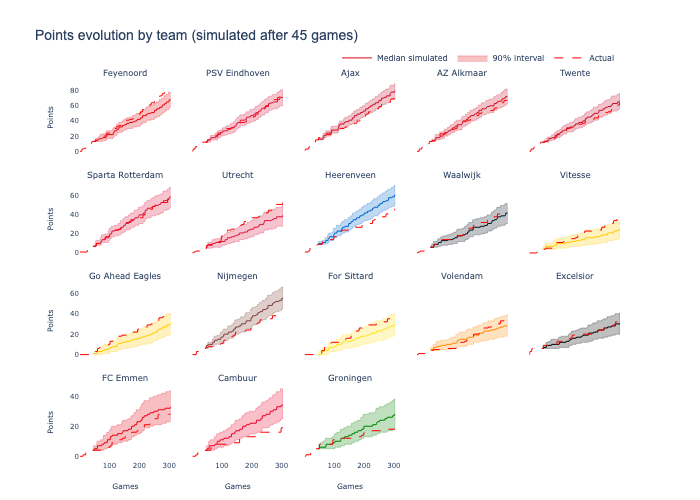 Points evolution by team (simulated after 45 games)
Median simulated 90% interval Actual
Feyenoord PSV Eindhoven Ajax AZ Alkmaar Twente
80
60
40
20
0
Points
Sparta Rotterdam Utrecht Heerenveen Waalwijk Vitesse
60
40
20
0
Points
Go Ahead Eagles Nijmegen For Sittard Volendam Excelsior
60
40
20
0
Points
FC Emmen Cambuur Groningen
40
20
0
Points
100 200 300 100 200 300 100 200 300
Games Games Games